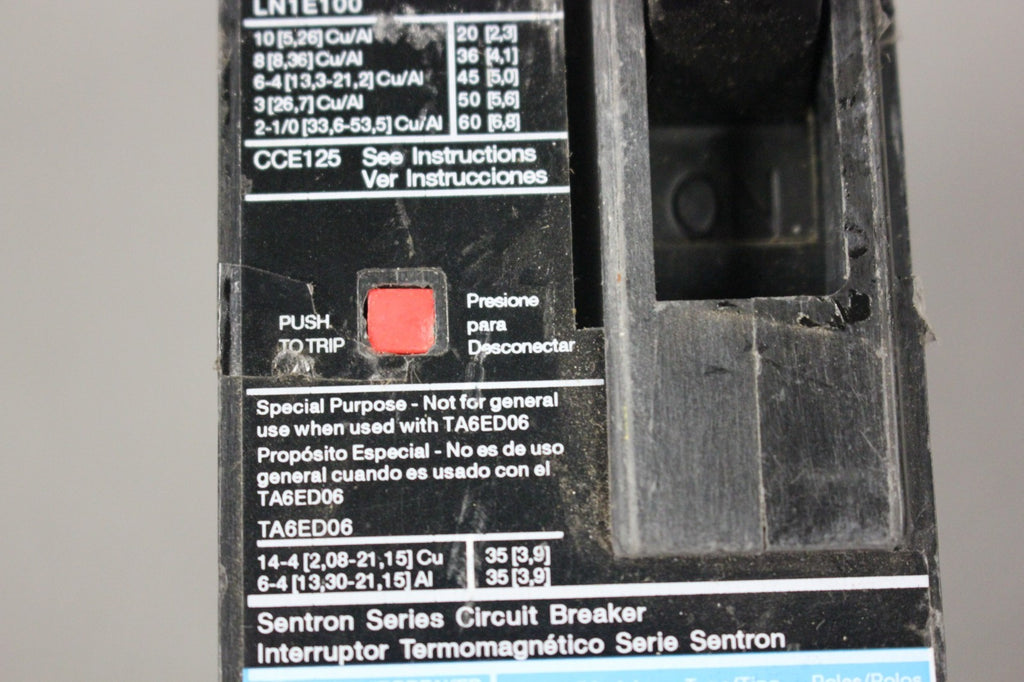 LN1E100
10 [5,26] Cu/Al 20 [2,3]
8 [8,36] Cu/Al 36 [4,1]
6-4 [13,3-21,2] Cu/Al 45 [5,0]
3 [26,7] Cu/Al 50 [5,6]
2-1/0 [33,6-53,5] Cu/Al 60 [6,8]
CCE125 See Instructions
Ver Instrucciones
PUSH
TO TRIP
Presione
para
Desconectar
Special Purpose - Not for general
use when used with TA6ED06
Propósito Especial - No es de uso
general cuando es usado con el
TA6ED06
TA6ED06
14-4 [2,08-21,15] Cu 35 [3,9]
6-4 [13,30-21,15] Al 35 [3,9]
Sentron Series Circuit Breaker
Interruptor Termomagnético Serie Sentron
Type/Tipo Poles/Polos